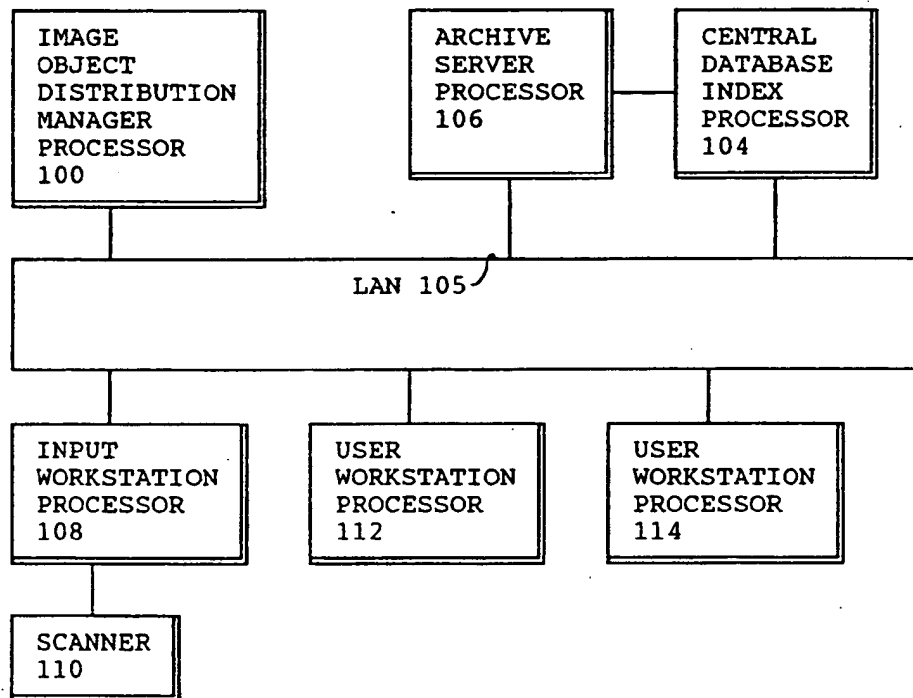 IMAGE
OBJECT
DISTRIBUTION
MANAGER
PROCESSOR
100
ARCHIVE
SERVER
PROCESSOR
106
CENTRAL
DATABASE
INDEX
PROCESSOR
104
LAN 105
INPUT
WORKSTATION
PROCESSOR
108
USER
WORKSTATION
PROCESSOR
112
USER
WORKSTATION
PROCESSOR
114
SCANNER
110